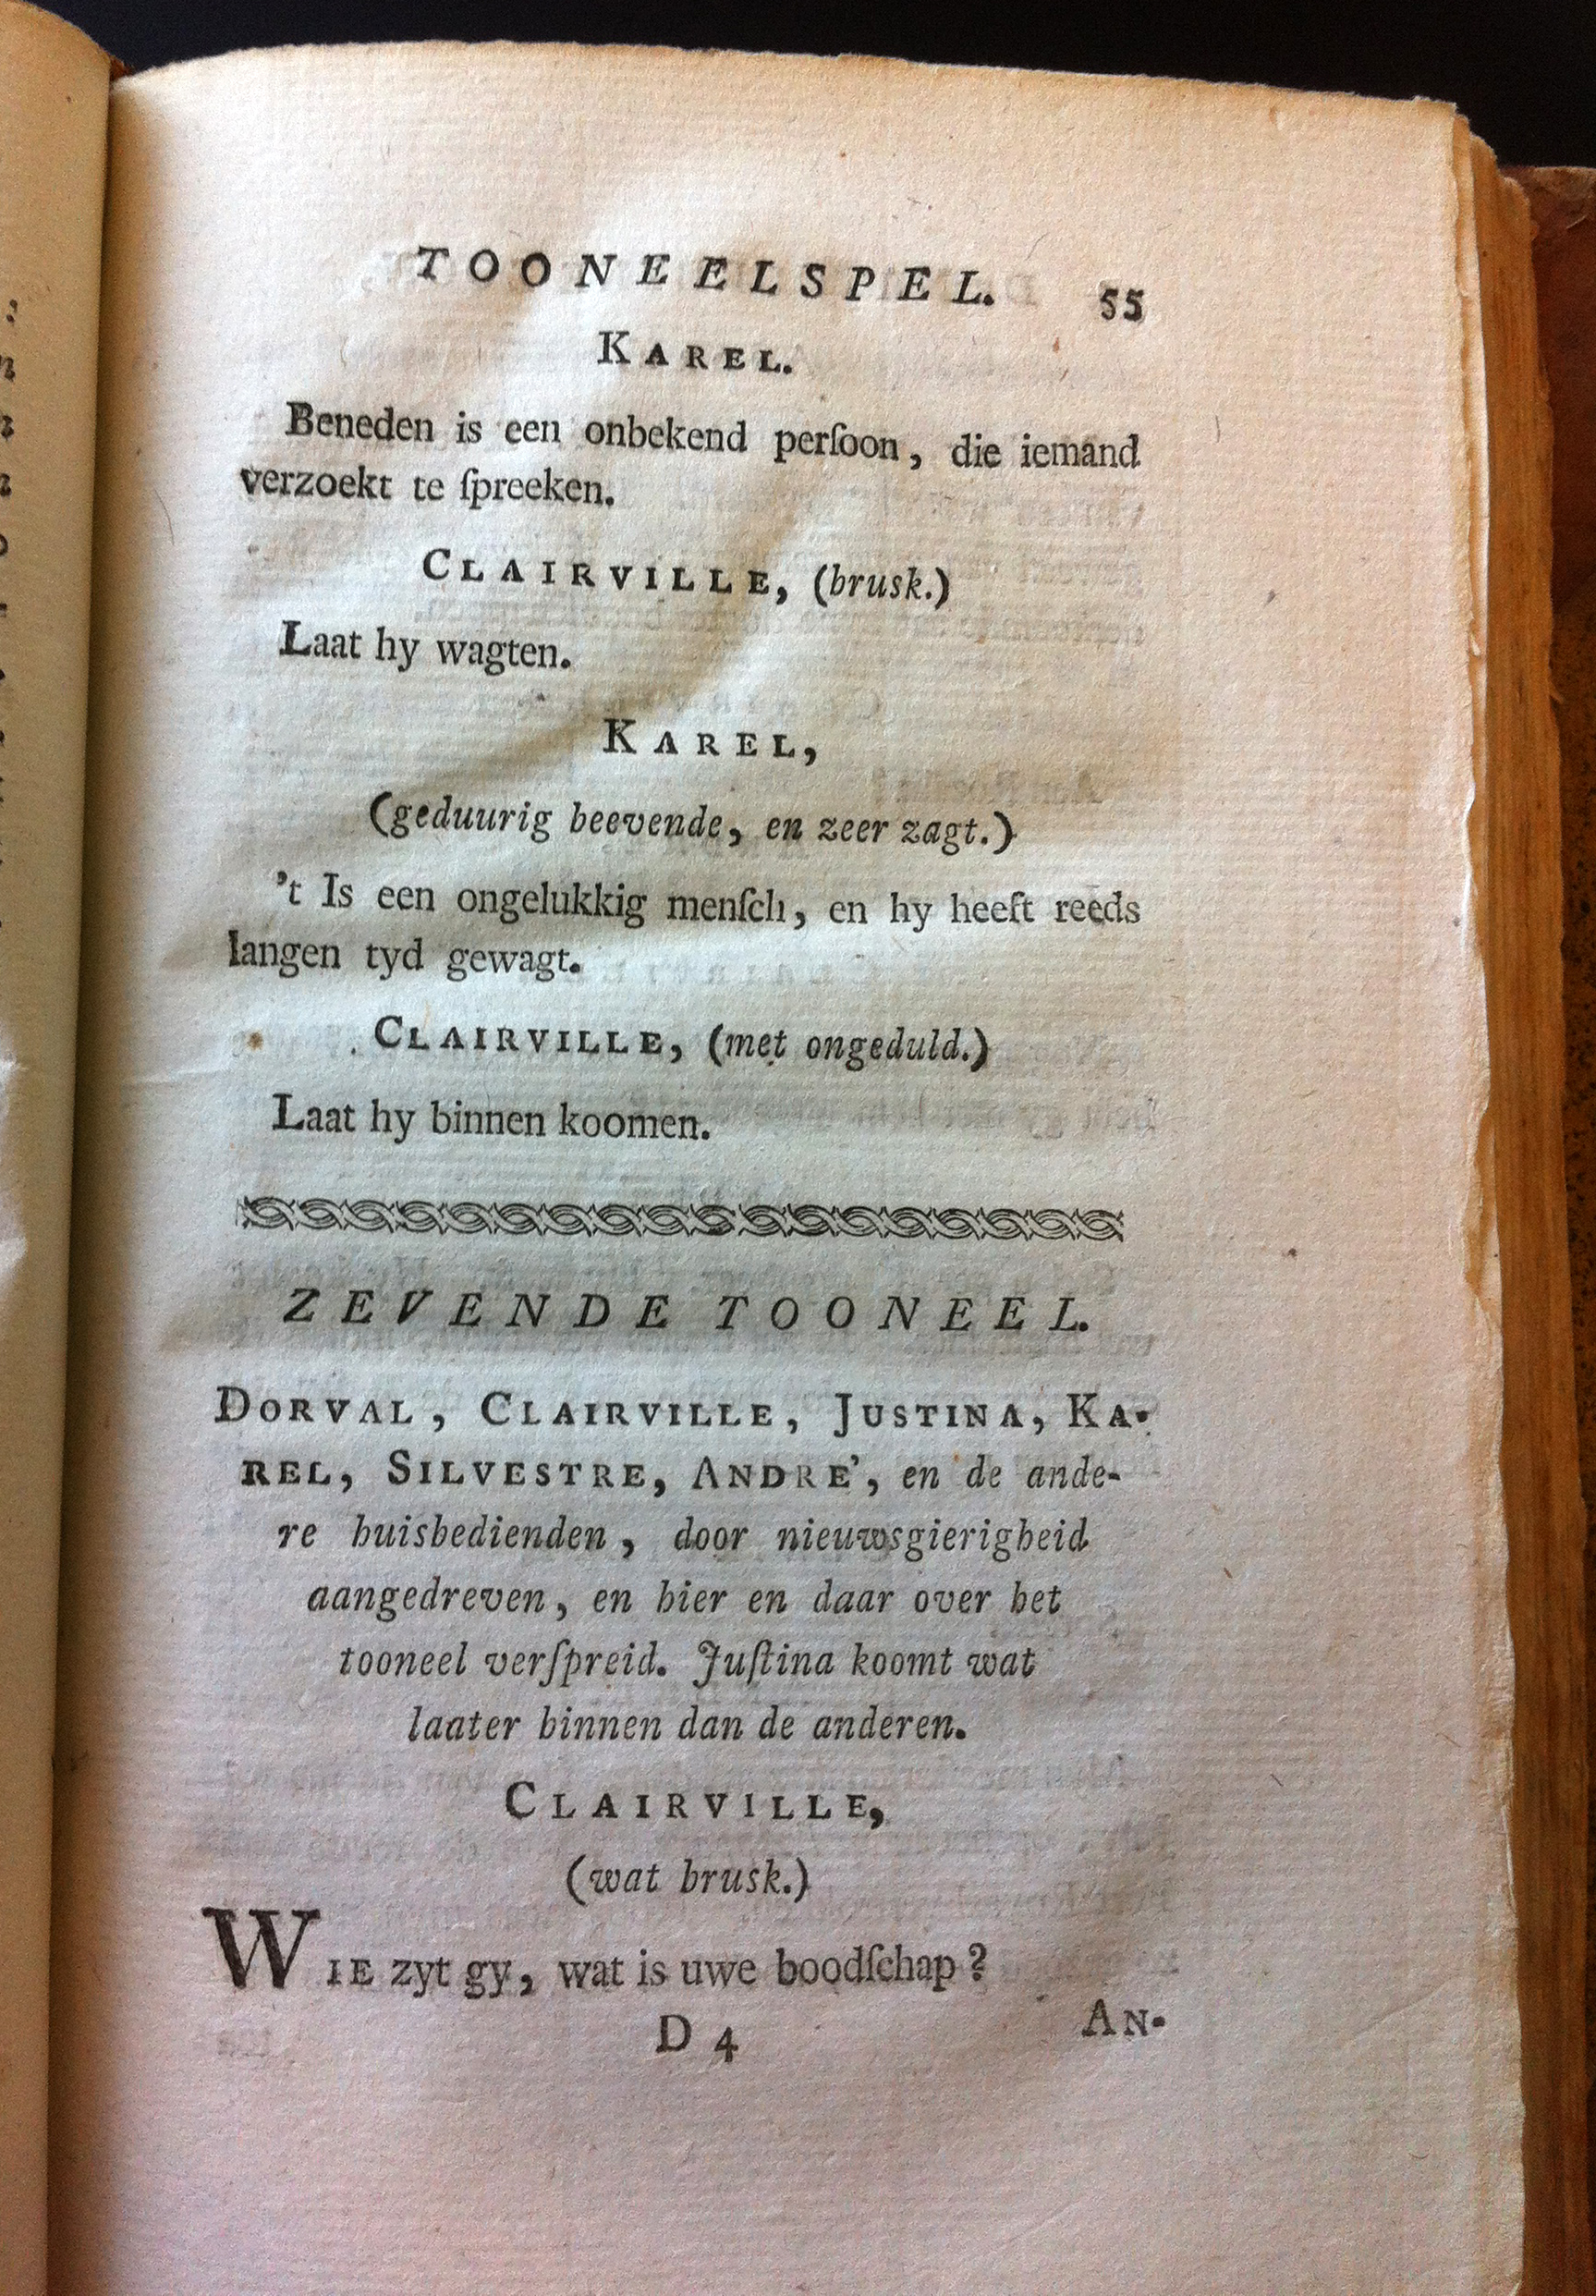 TOONEELSPEL. 55
KAREL.
Beneden is een onbekend perſoon, die iemand
verzoekt te ſpreeken.
CLAIRVILLE, (brusk.)
Laat hy wagten.
KAREL,
(geduurig beevende, en zeer zagt.)
't Is een ongelukkig menſch, en hy heeft reeds
langen tyd gewagt.
CLAIRVILLE, (met ongeduld.)
Laat hy binnen koomen.
ZEVENDE TOONEEL.
DORVAL, CLAIRVILLE, JUSTINA, KA-
REL, SILVESTRE, ANDRE', en de ande-
re huisbedienden, door nieuwsgierigheid
aangedreven, en hier en daar over het
tooneel verſpreid. Juſtina koomt wat
laater binnen dan de anderen.
CLAIRVILLE,
(wat brusk.)
WIE zyt gy, wat is uwe boodſchap?
D 4 AN-